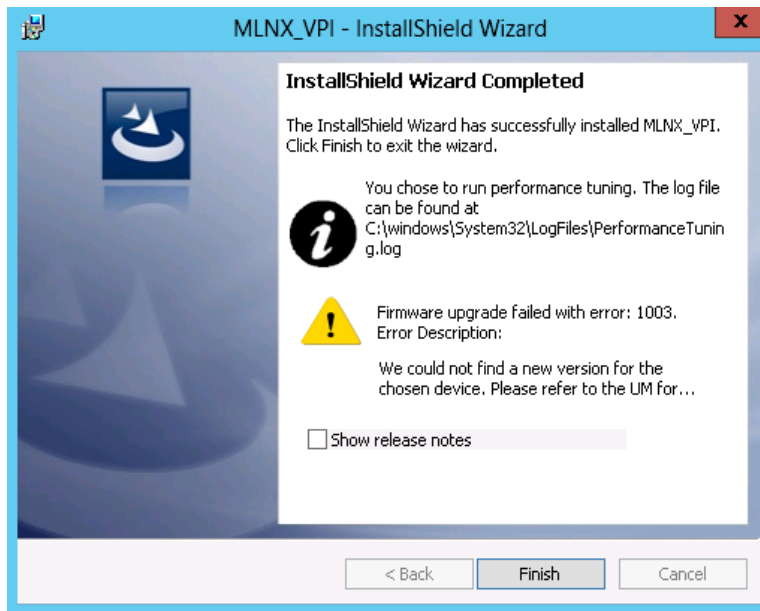 MLNX_VPI - InstallShield Wizard
x
InstallShield Wizard Completed
The InstallShield Wizard has successfully installed MLNX_VPI.
Click Finish to exit the wizard.
You chose to run performance tuning. The log file
can be found at
C:\windows\System32\LogFiles\PerformanceTunin
g.log
Firmware upgrade failed with error: 1003.
Error Description:
We could not find a new version for the
chosen device. Please refer to the UM for...
Show release notes
< Back
Finish
Cancel